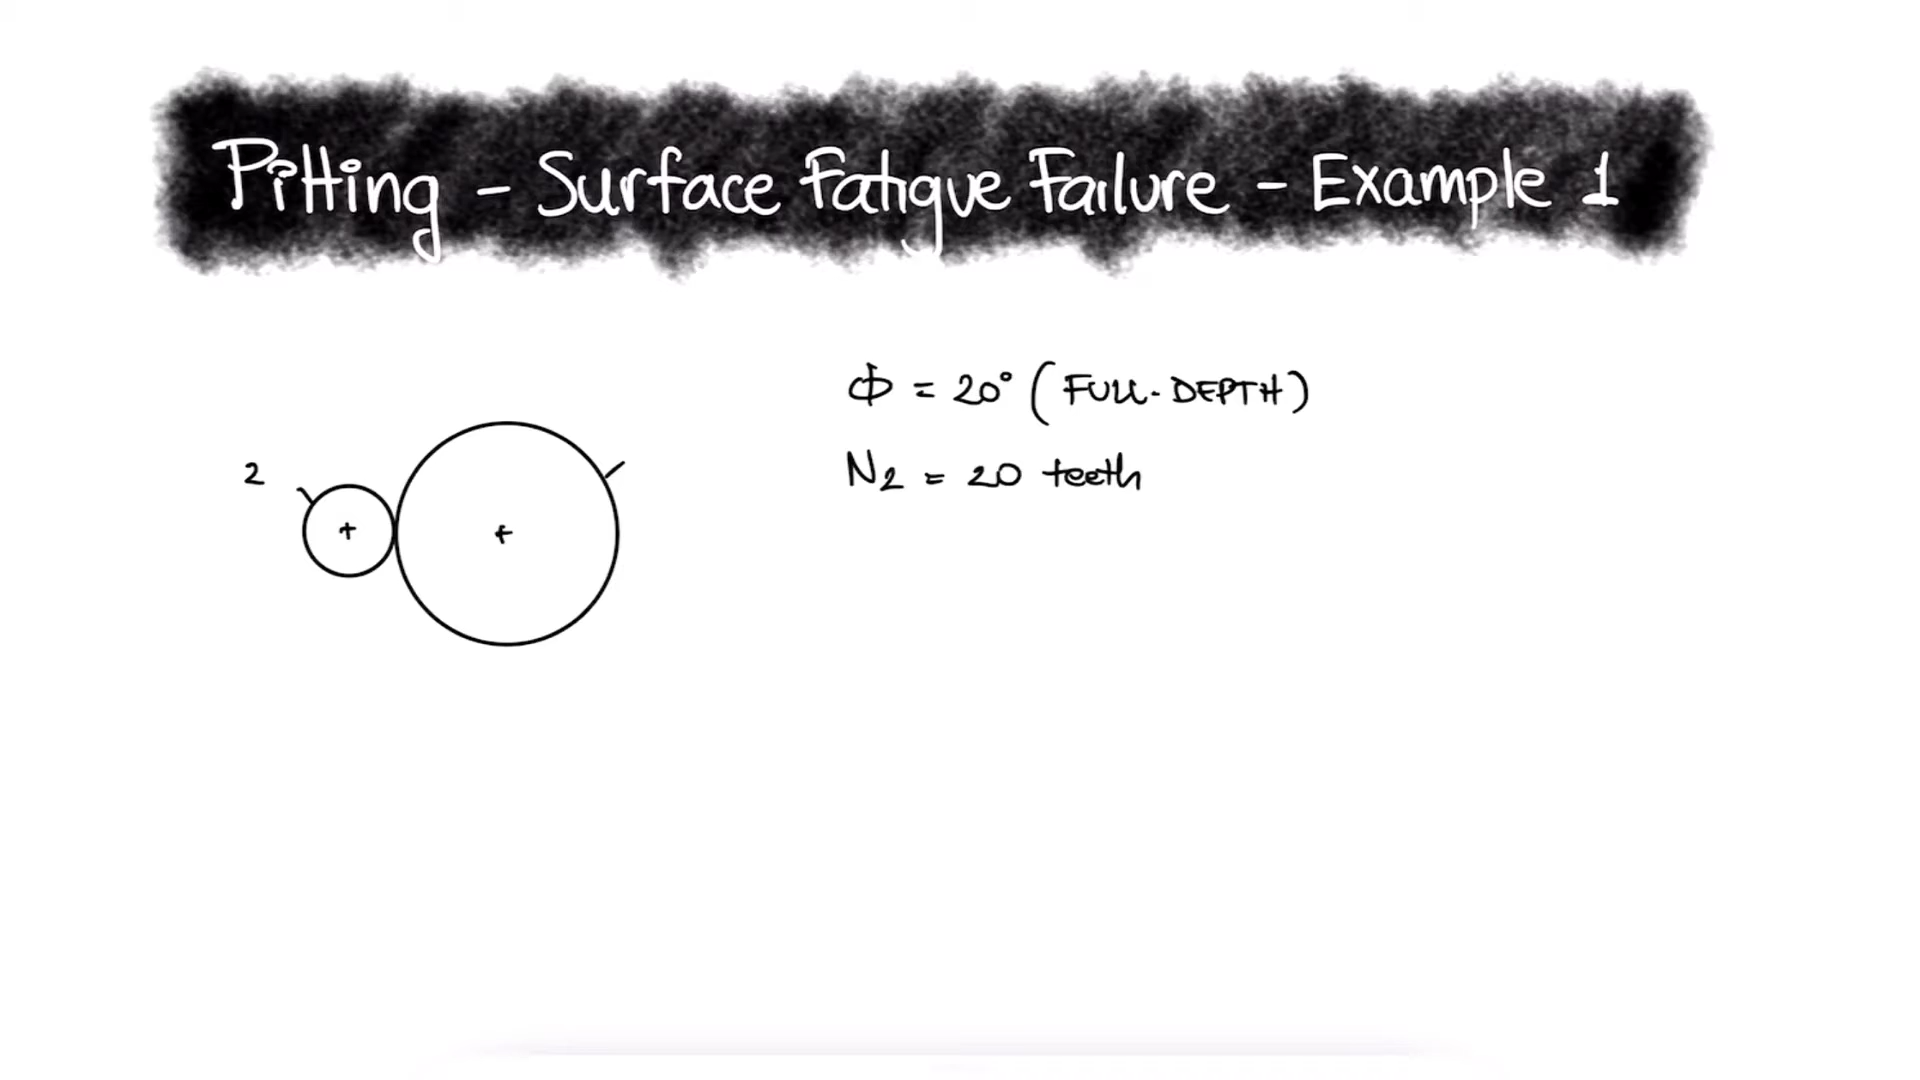 Pitting - Surface Fatigue Failure - Example 1
Φ = 20° (FULL-DEPTH)
2
N2 = 20 teeth